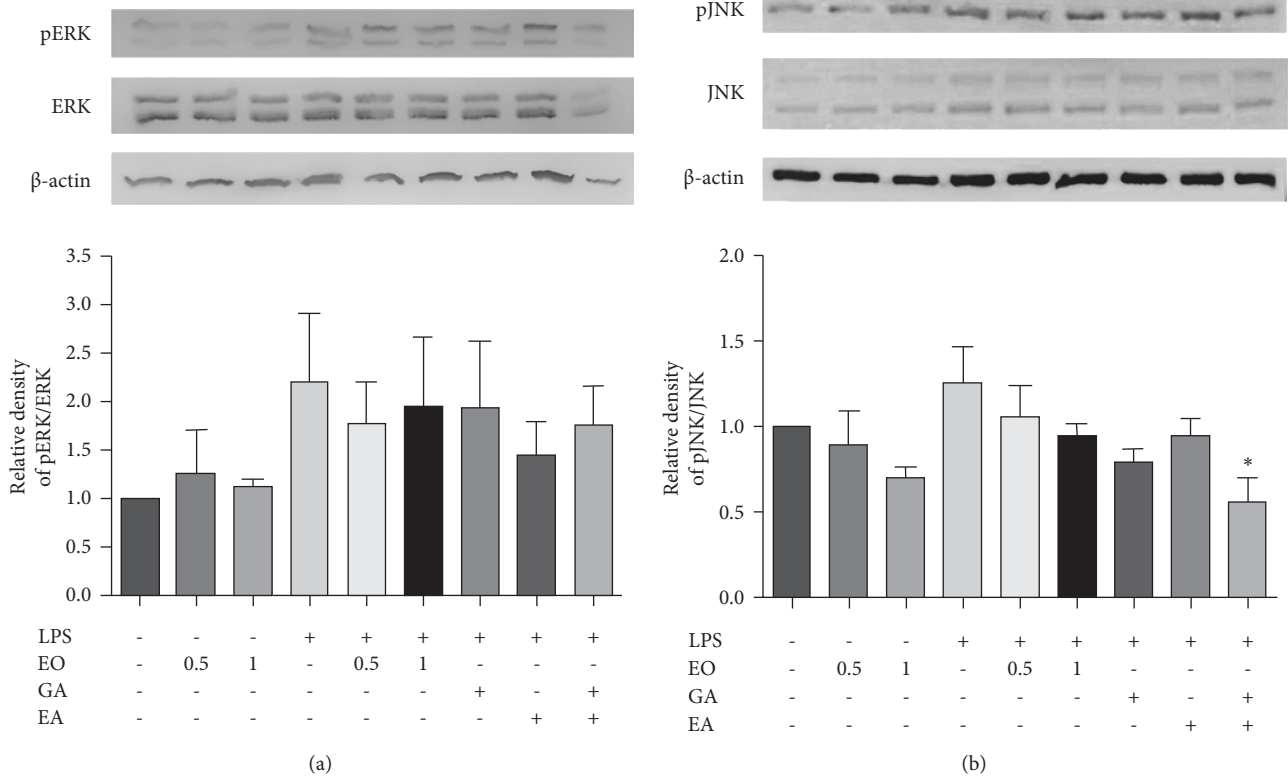 pERK
ERK
β-actin
3.5
3.0
2.5
2.0
1.5
1.0
0.5
0.0
Relative density
of pERK/ERK
LPS - - - + + + + + +
EO - 0.5 1 - 0.5 1 - - -
GA - - - - - - + - +
EA - - - - - - - + +
(a)
pJNK
JNK
β-actin
2.0
1.5
1.0
0.5
0.0
Relative density
of pJNK/JNK
*
LPS - - - + + + + + +
EO - 0.5 1 - 0.5 1 - - -
GA - - - - - - + - +
EA - - - - - - - + +
(b)